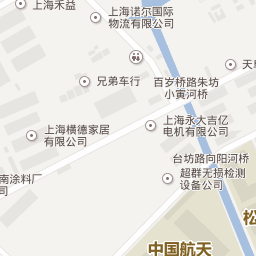 上海禾益
上海诺尔国际
物流有限公司
天
兄弟车行
百岁桥路朱坊
小寅河桥
上海横德家居
有限公司
上海永大吉亿
电机有限公司
台坊路向阳河桥
南涂料厂
司
超群无损检测
设备公司
松
中国航天